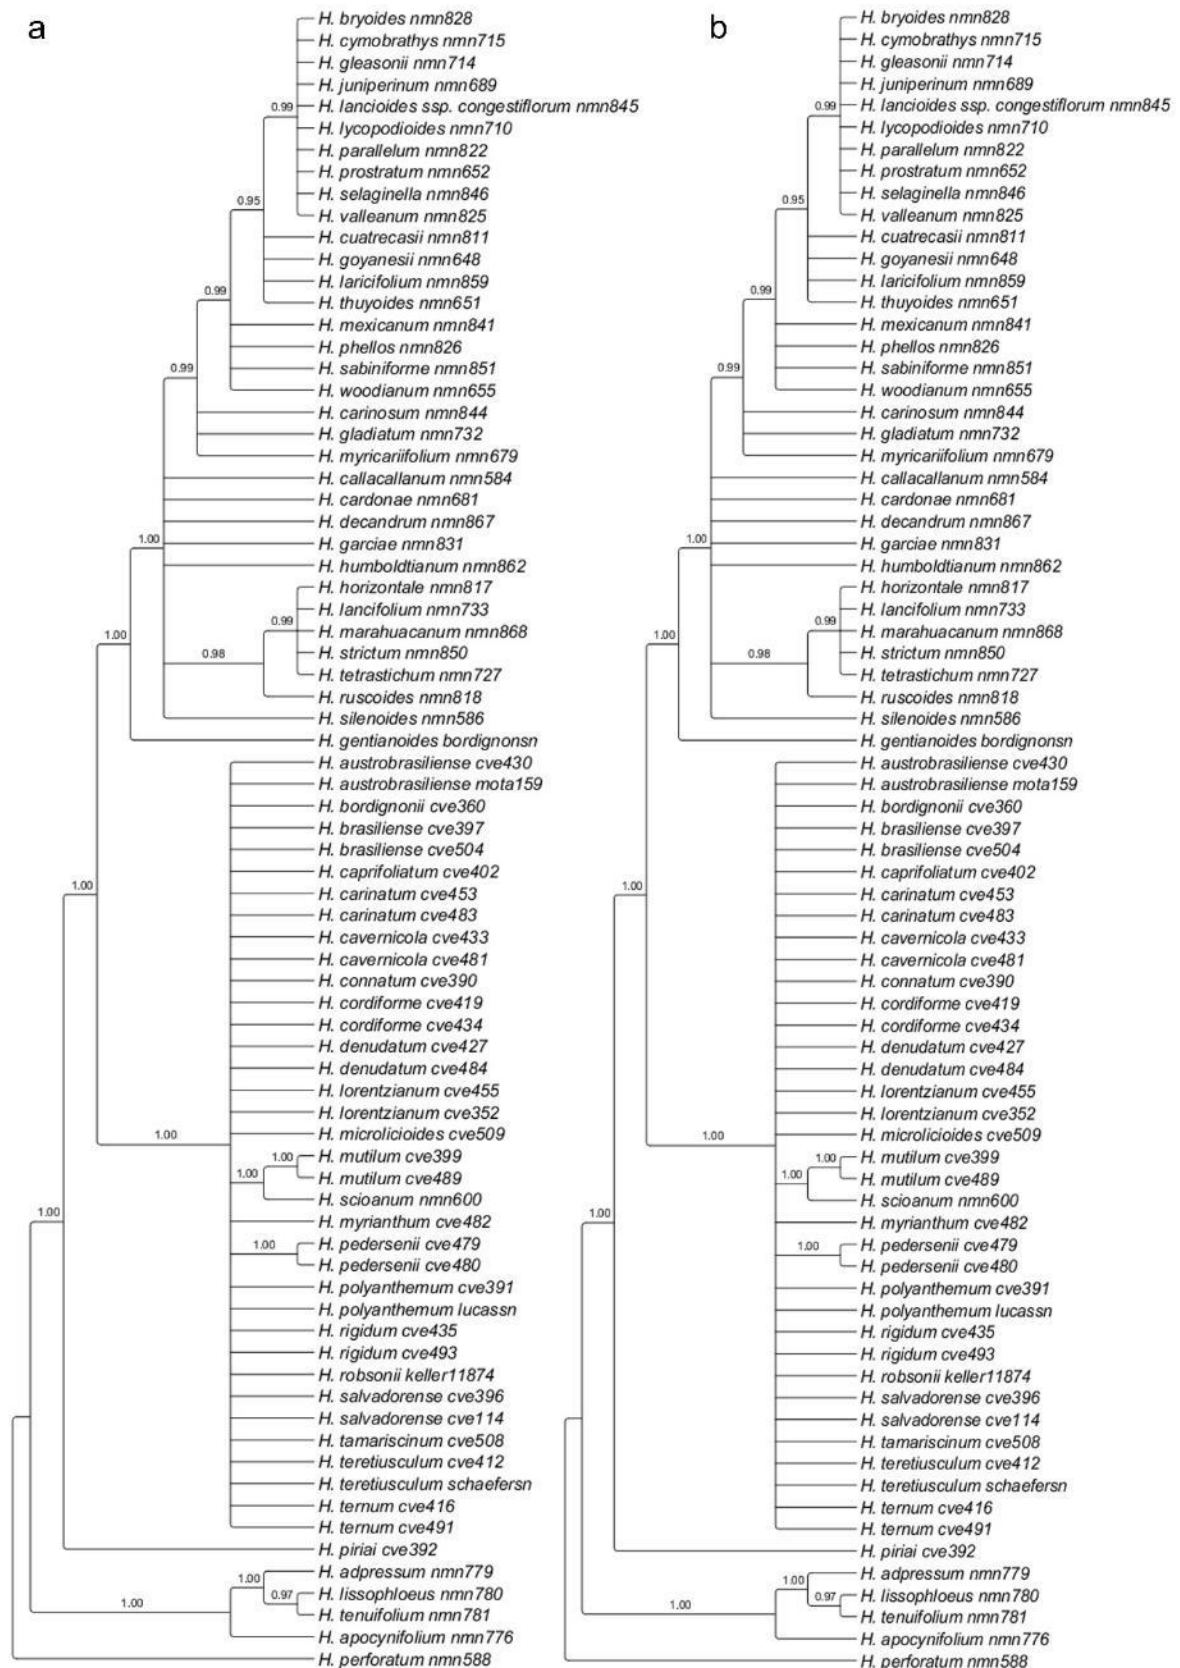 a
H. bryoides nmn828
H. cymobrathys nmn715
H. gleasonii nmn714
H. juniperinum nmn689
0.99
H. lancioides ssp. congestiflorum nmn845
H. lycopodioides nmn710
H. parallelum nmn822
H. prostratum nmn652
H. selaginella nmn846
0.95
H. valleanum nmn825
H. cuatrecasii nmn811
H. goyanesii nmn648
H. laricifolium nmn859
0.99
H. thuyoides nmn651
H. mexicanum nmn841
H. phellos nmn826
H. sabiniforme nmn851
0.99
H. woodianum nmn655
H. carinosum nmn844
H. gladiatum nmn732
H. myricariifolium nmn679
H. callacallanum nmn584
H. cardonae nmn681
H. decandrum nmn867
1.00
H. garciae nmn831
H. humboldtianum nmn862
H. horizontale nmn817
H. lancifolium nmn733
0.99
1.00
H. marahuacanum nmn868
0.98
H. strictum nmn850
H. tetrastichum nmn727
H. ruscoides nmn818
H. silenoides nmn586
H. gentianoides bordignonsn
H. austrobrasiliense cve430
H. austrobrasiliense mota159
H. bordignonii cve360
H. brasiliense cve397
H. brasiliense cve504
H. caprifoliatum cve402
1.00
H. carinatum cve453
H. carinatum cve483
H. cavernicola cve433
H. cavernicola cve481
H. connatum cve390
H. cordiforme cve419
H. cordiforme cve434
H. denudatum cve427
H. denudatum cve484
H. lorentzianum cve455
H. lorentzianum cve352
1.00
H. microlicioides cve509
1.00
H. mutilum cve399
1.00
H. mutilum cve489
H. scioanum nmn600
1.00
H. myrianthum cve482
1.00
H. pedersenii cve479
H. pedersenii cve480
H. polyanthemum cve391
H. polyanthemum lucassn
H. rigidum cve435
H. rigidum cve493
H. robsonii keller11874
H. salvadorense cve396
H. salvadorense cve114
H. tamariscinum cve508
H. teretiusculum cve412
H. teretiusculum schaefersn
H. ternum cve416
H. ternum cve491
H. piriai cve392
H. adpressum nmn779
1.00
0.97
H. lissophloeus nmn780
1.00
H. tenuifolium nmn781
H. apocynifolium nmn776
H. perforatum nmn588
b
H. bryoides nmn828
H. cymobrathys nmn715
H. gleasonii nmn714
H. juniperinum nmn689
0.99
H. lancioides ssp. congestiflorum nmn845
H. lycopodioides nmn710
H. parallelum nmn822
H. prostratum nmn652
H. selaginella nmn846
0.95
H. valleanum nmn825
H. cuatrecasii nmn811
H. goyanesii nmn648
H. laricifolium nmn859
0.99
H. thuyoides nmn651
H. mexicanum nmn841
H. phellos nmn826
H. sabiniforme nmn851
0.99
H. woodianum nmn655
H. carinosum nmn844
H. gladiatum nmn732
H. myricariifolium nmn679
H. callacallanum nmn584
H. cardonae nmn681
H. decandrum nmn867
1.00
H. garciae nmn831
H. humboldtianum nmn862
H. horizontale nmn817
H. lancifolium nmn733
0.99
1.00
H. marahuacanum nmn868
0.98
H. strictum nmn850
H. tetrastichum nmn727
H. ruscoides nmn818
H. silenoides nmn586
H. gentianoides bordignonsn
H. austrobrasiliense cve430
H. austrobrasiliense mota159
H. bordignonii cve360
H. brasiliense cve397
H. brasiliense cve504
H. caprifoliatum cve402
1.00
H. carinatum cve453
H. carinatum cve483
H. cavernicola cve433
H. cavernicola cve481
H. connatum cve390
H. cordiforme cve419
H. cordiforme cve434
H. denudatum cve427
H. denudatum cve484
H. lorentzianum cve455
H. lorentzianum cve352
1.00
H. microlicioides cve509
1.00
H. mutilum cve399
1.00
H. mutilum cve489
H. scioanum nmn600
1.00
H. myrianthum cve482
1.00
H. pedersenii cve479
H. pedersenii cve480
H. polyanthemum cve391
H. polyanthemum lucassn
H. rigidum cve435
H. rigidum cve493
H. robsonii keller11874
H. salvadorense cve396
H. salvadorense cve114
H. tamariscinum cve508
H. teretiusculum cve412
H. teretiusculum schaefersn
H. ternum cve416
H. ternum cve491
H. piriai cve392
H. adpressum nmn779
1.00
0.97
H. lissophloeus nmn780
1.00
H. tenuifolium nmn781
H. apocynifolium nmn776
H. perforatum nmn588